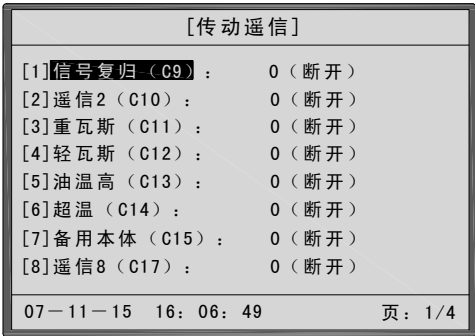 [传动遥信]
[1]信号复归（C9）： 0（断开）
[2]遥信2（C10）： 0（断开）
[3]重瓦斯（C11）： 0（断开）
[4]轻瓦斯（C12）： 0（断开）
[5]油温高（C13）： 0（断开）
[6]超温（C14）： 0（断开）
[7]备用本体（C15）： 0（断开）
[8]遥信8（C17）： 0（断开）
07－11－15 16：06：49 页：1/4